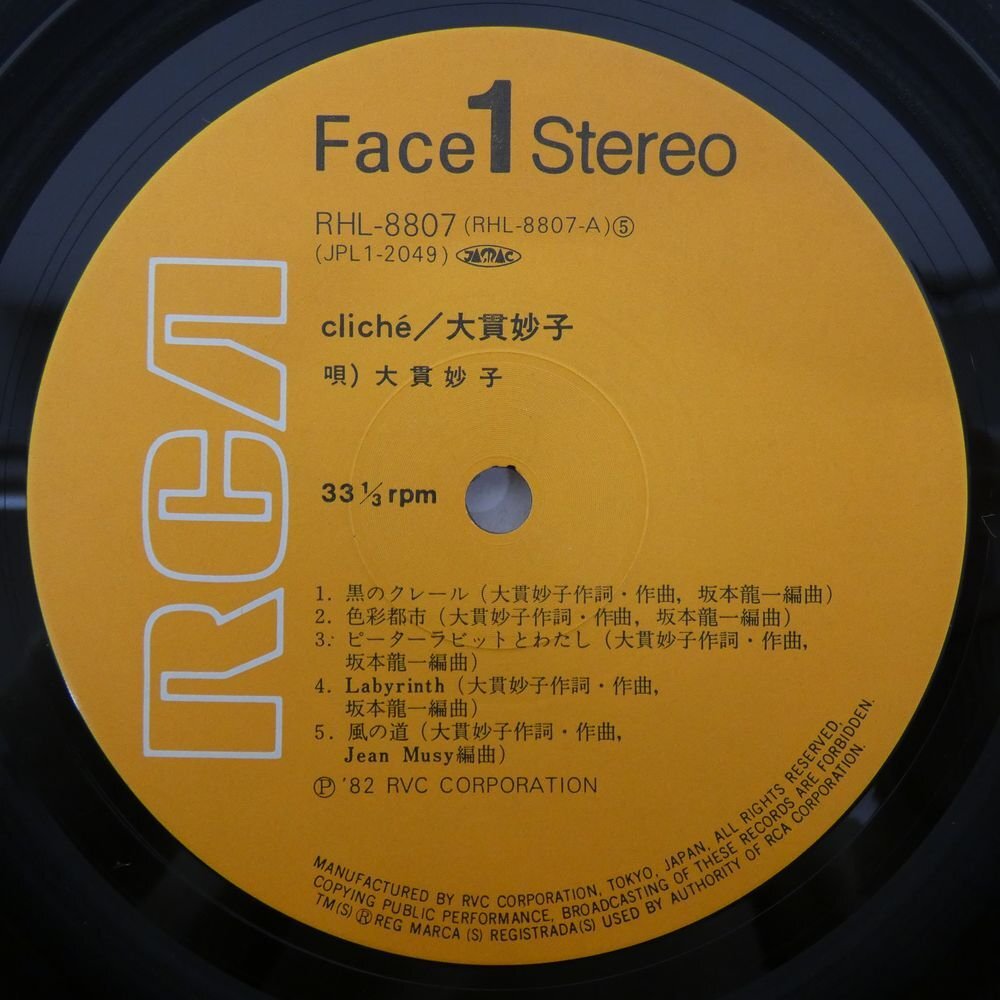 Face 1 Stereo
RHL-8807 (RHL-8807-A)⑤
(JPL1-2049) JASRAC
cliché／大貫妙子
唄）大貫妙子
RCA
33 1/3 rpm
1. 黒のクレール（大貫妙子作詞・作曲, 坂本龍一編曲）
2. 色彩都市（大貫妙子作詞・作曲, 坂本龍一編曲）
3. ピーターラビットとわたし（大貫妙子作詞・作曲,
坂本龍一編曲）
4. Labyrinth（大貫妙子作詞・作曲,
坂本龍一編曲）
5. 風の道（大貫妙子作詞・作曲,
Jean Musy編曲）
Ⓟ '82 RVC CORPORATION
MANUFACTURED BY RVC CORPORATION, TOKYO, JAPAN, ALL RIGHTS RESERVED,
COPYING PUBLIC PERFORMANCE, BROADCASTING OF THESE RECORDS ARE FORBIDDEN.
TM(S) ® REG MARCA (S) REGISTRADA(S) USED BY AUTHORITY OF RCA CORPORATION.